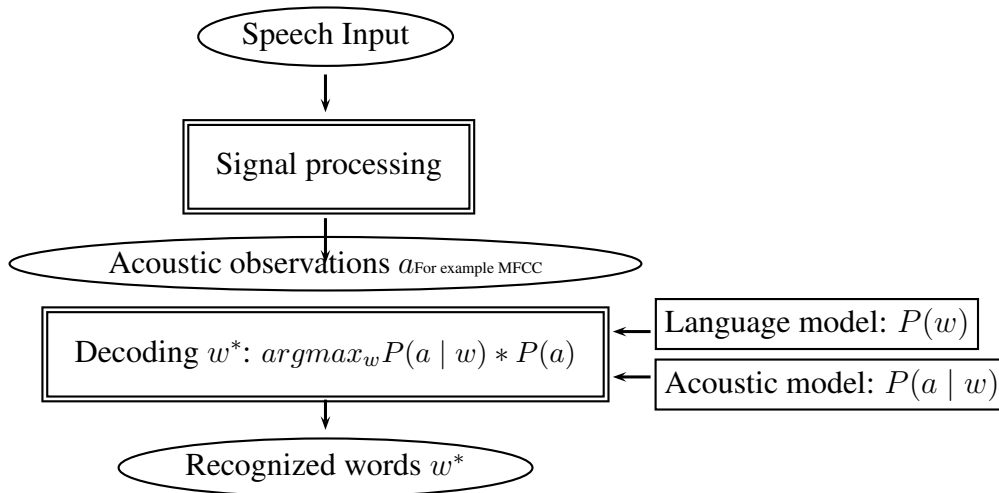 Speech Input
Signal processing
Acoustic observations a For example MFCC
Language model: P(w)
Decoding w*: argmax_w P(a | w) * P(a)
Acoustic model: P(a | w)
Recognized words w*